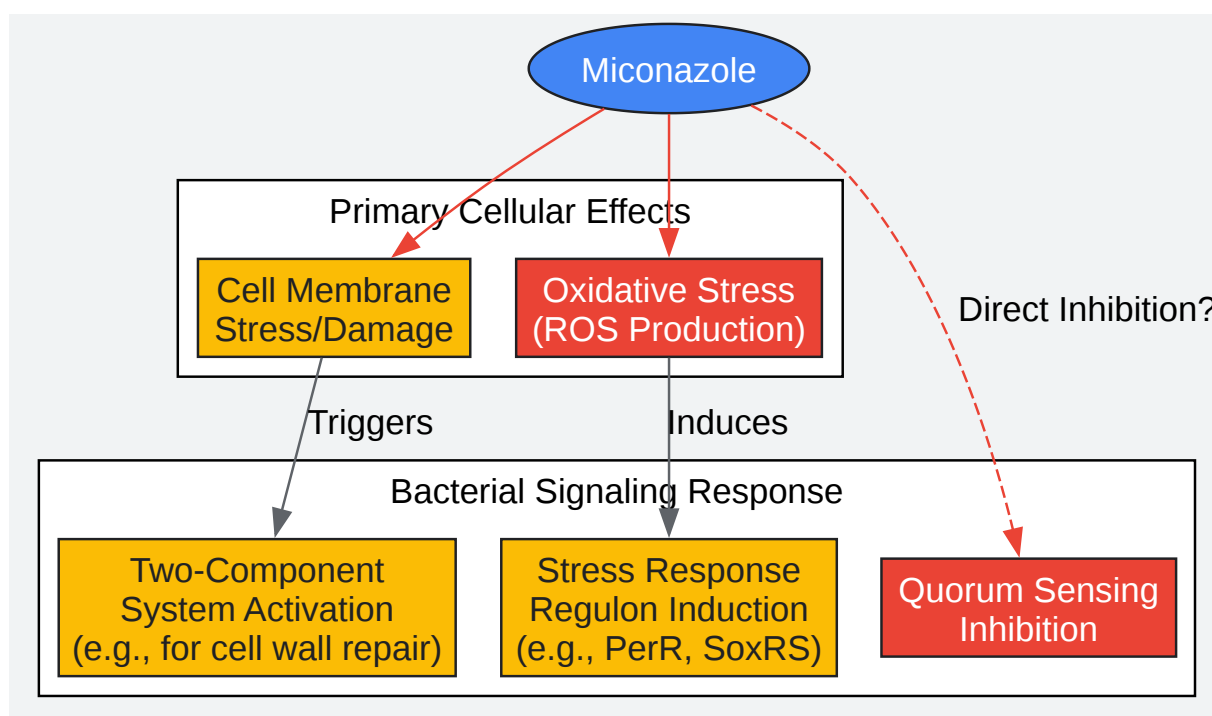 Miconazole
Primary Cellular Effects
Cell Membrane
Stress/Damage
Oxidative Stress
(ROS Production)
Direct Inhibition?
Triggers
Induces
Bacterial Signaling Response
Two-Component
System Activation
(e.g., for cell wall repair)
Stress Response
Regulon Induction
(e.g., PerR, SoxRS)
Quorum Sensing
Inhibition